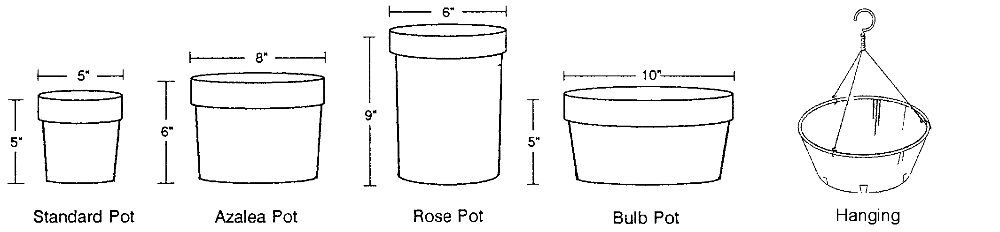 5"
5"
Standard Pot
8"
6"
Azalea Pot
6"
9"
Rose Pot
10"
5"
Bulb Pot
Hanging